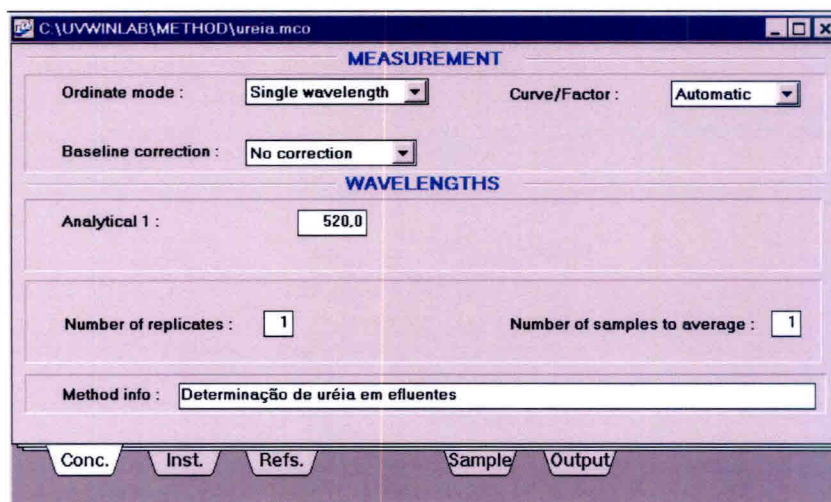 C:\UVWINLAB\METHOD\ureia.mco
MEASUREMENT
Ordinate mode : Single wavelength Curve/Factor : Automatic
Baseline correction : No correction
WAVELENGTHS
Analytical 1 : 520,0
Number of replicates : 1 Number of samples to average : 1
Method info : Determinação de uréia em efluentes
Conc. Inst. Refs. Sample Output